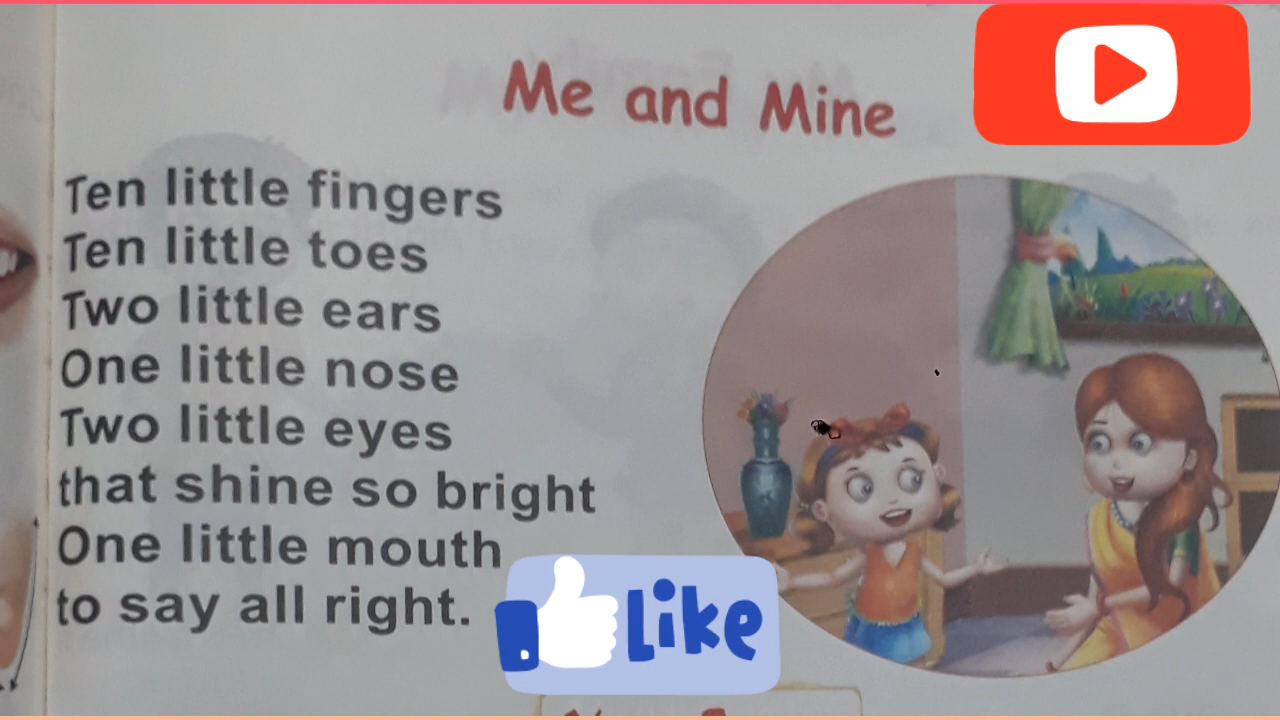 Me and Mine
Ten little fingers
Ten little toes
Two little ears
One little nose
Two little eyes
that shine so bright
One little mouth
to say all right.
Like